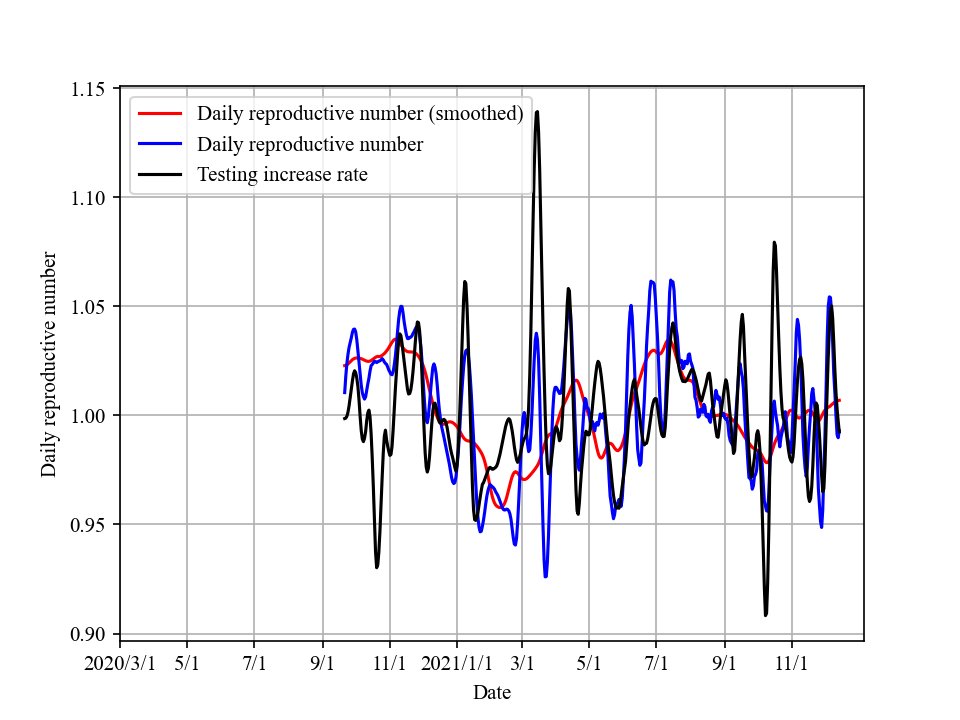 1.15
1.10
1.05
1.00
0.95
0.90
Daily reproductive number
Daily reproductive number (smoothed)
Daily reproductive number
Testing increase rate
2020/3/1 5/1 7/1 9/1 11/1 2021/1/1 3/1 5/1 7/1 9/1 11/1
Date